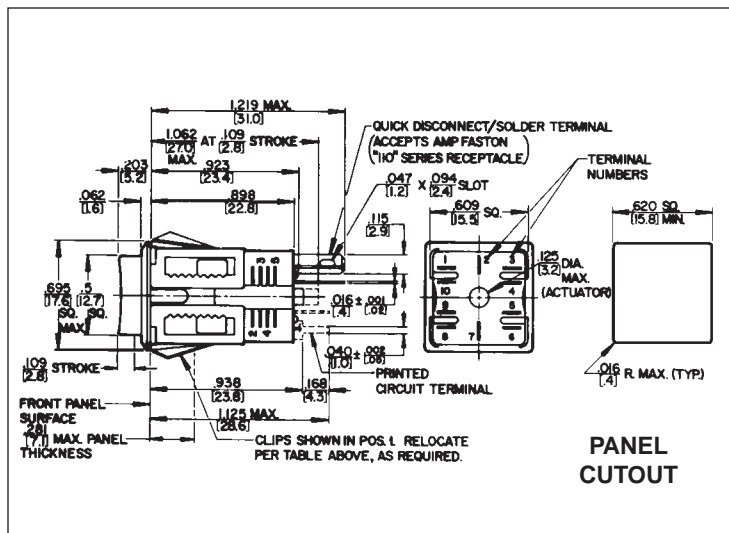 1.219 MAX.
[31.0]
1.062 AT .109 STROKE
[27.0] [2.8]
MAX.
QUICK DISCONNECT/SOLDER TERMINAL
(ACCEPTS AMP FASTON
"110" SERIES RECEPTACLE)
TERMINAL
NUMBERS
.203
[5.2]
.923
[23.4]
.047 X .094 SLOT
[1.2] [2.4]
.062
[1.6]
.898
[22.8]
.115
[2.9]
.609 SQ.
[15.5]
.620 SQ.
[15.8] MIN.
1 2 3
.125 DIA.
[3.2] MAX.
(ACTUATOR)
10 4
9 5
8 7 6
.695 .5
[17.6] [12.7]
SQ. SQ.
MAX.
.016 ± .001
[.4] [.02]
.040 ± .002
[1.0] [.05]
.109 STROKE
[2.8]
PRINTED
CIRCUIT TERMINAL
.016 R. MAX. (TYP.)
[.4]
.938
[23.8]
.168
[4.3]
FRONT PANEL
SURFACE
1.125 MAX.
[28.6]
.281 MAX. PANEL
[7.1]
THICKNESS
CLIPS SHOWN IN POS. 1. RELOCATE
PER TABLE ABOVE, AS REQUIRED.
PANEL
CUTOUT